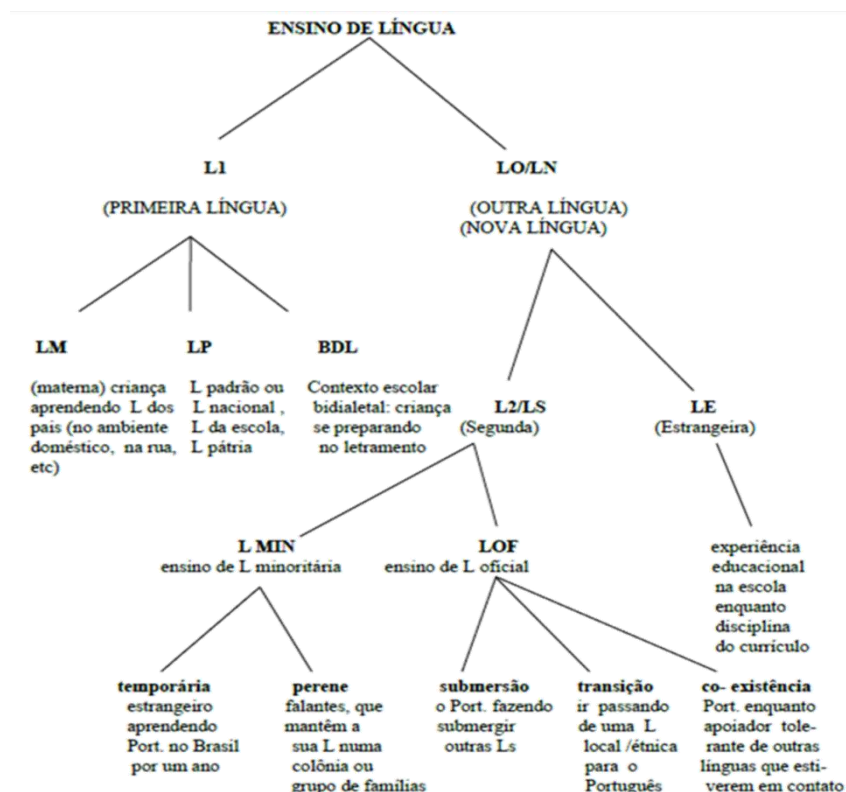 ENSINO DE LÍNGUA
L1
LO/LN
(PRIMEIRA LÍNGUA)
(OUTRA LÍNGUA)
(NOVA LÍNGUA)
LM
(materna) criança
aprendendo L dos
pais (no ambiente
doméstico, na rua,
etc)
LP
L padrão ou
L nacional ,
L da escola,
L pátria
BDL
Contexto escolar
bidialetal: criança
se preparando
no letramento
L2/LS
(Segunda)
LE
(Estrangeira)
L MIN
ensino de L minoritária
LOF
ensino de L oficial
experiência
educacional
na escola
enquanto
disciplina
do currículo
temporária
estrangeiro
aprendendo
Port. no Brasil
por um ano
perene
falantes, que
mantêm a
sua L numa
colônia ou
grupo de famílias
submersão
o Port. fazendo
submergir
outras Ls
transição
ir passando
de uma L
local /étnica
para o
Português
co- existência
Port. enquanto
apoiador tole-
rante de outras
línguas que esti-
verem em contato